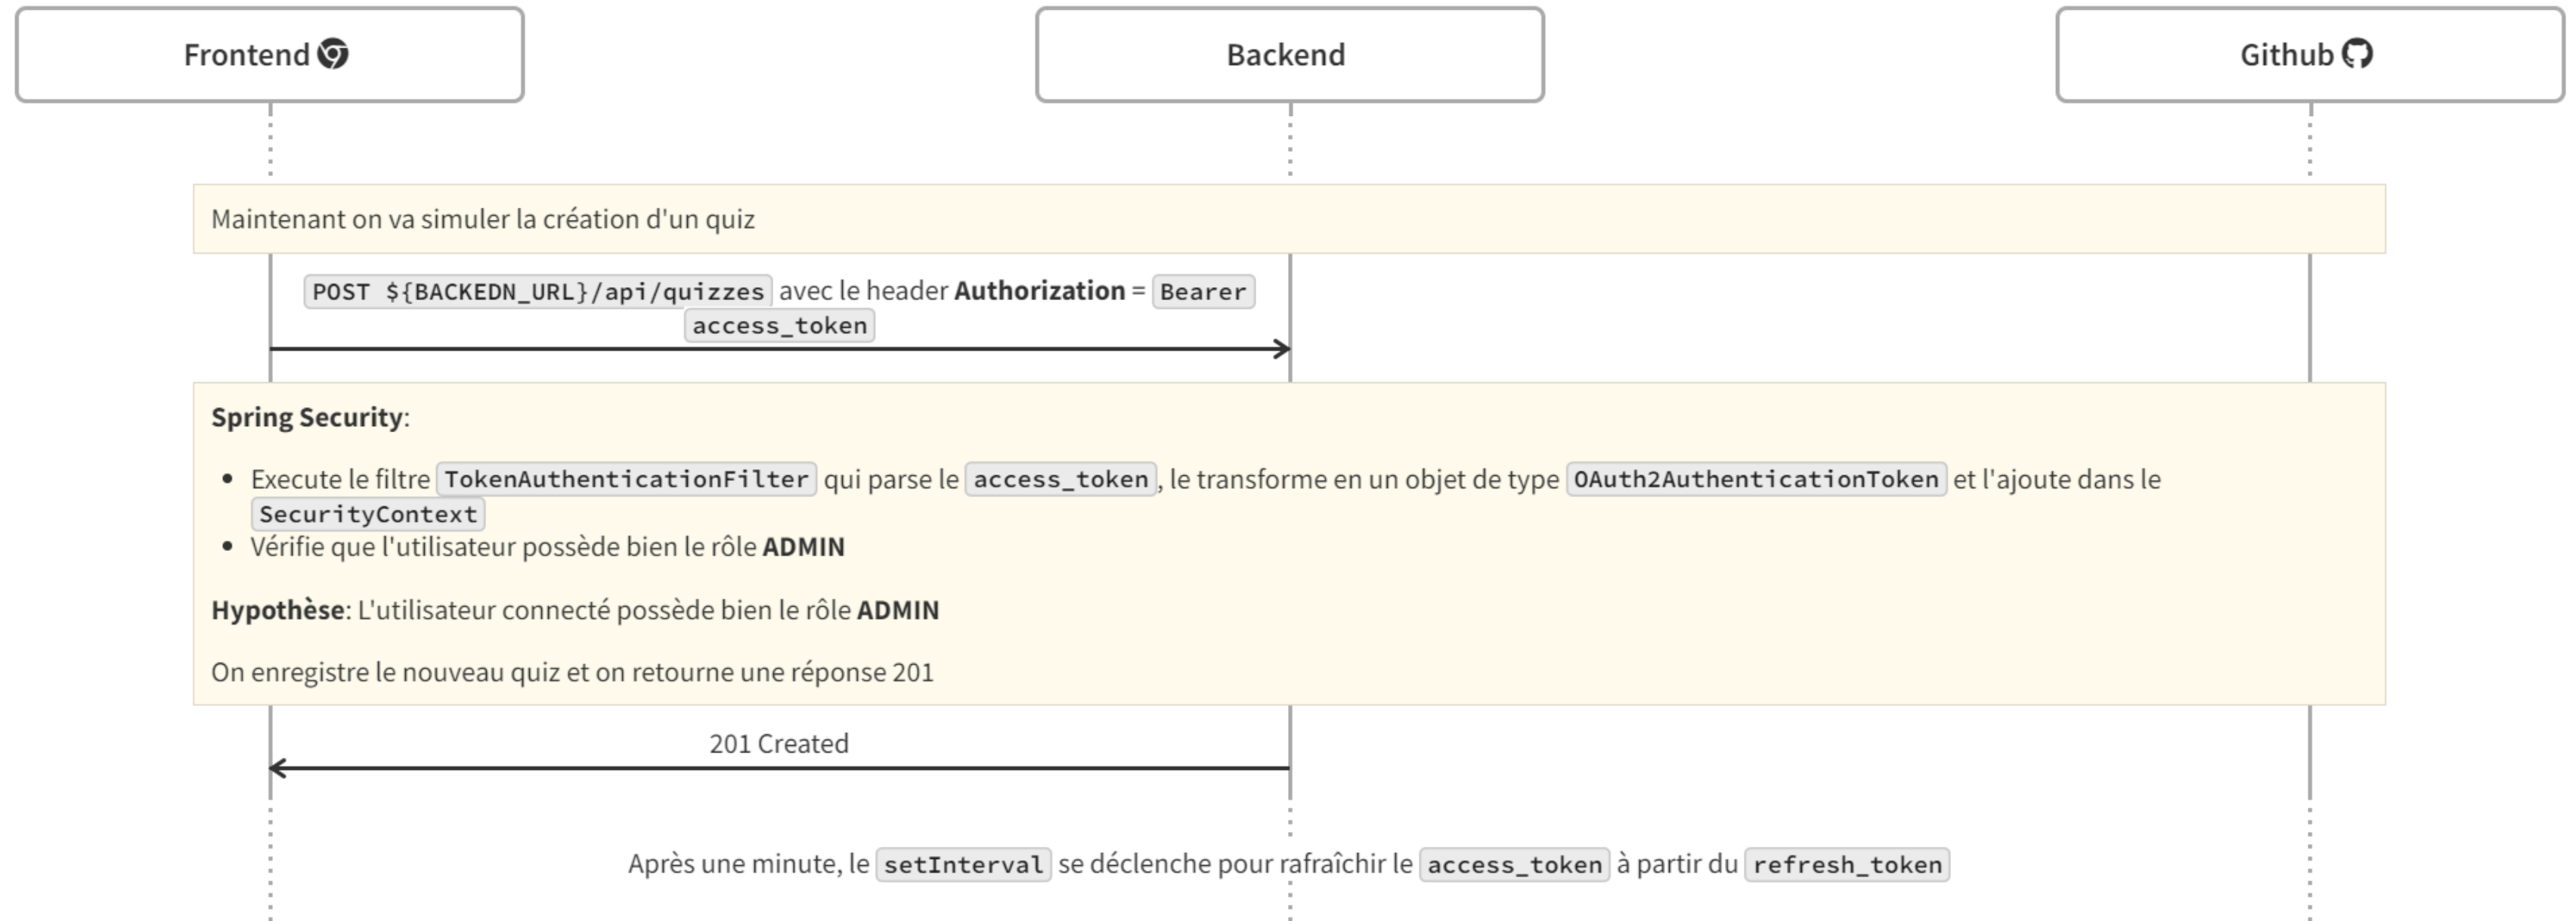 Frontend
Backend
Github
Maintenant on va simuler la création d'un quiz
POST ${BACKEDN_URL}/api/quizzes avec le header Authorization = Bearer
access_token
Spring Security:
• Execute le filtre TokenAuthenticationFilter qui parse le access_token, le transforme en un objet de type OAuth2AuthenticationToken et l'ajoute dans le
SecurityContext
• Vérifie que l'utilisateur possède bien le rôle ADMIN
Hypothèse: L'utilisateur connecté possède bien le rôle ADMIN
On enregistre le nouveau quiz et on retourne une réponse 201
201 Created
Après une minute, le setInterval se déclenche pour rafraîchir le access_token à partir du refresh_token